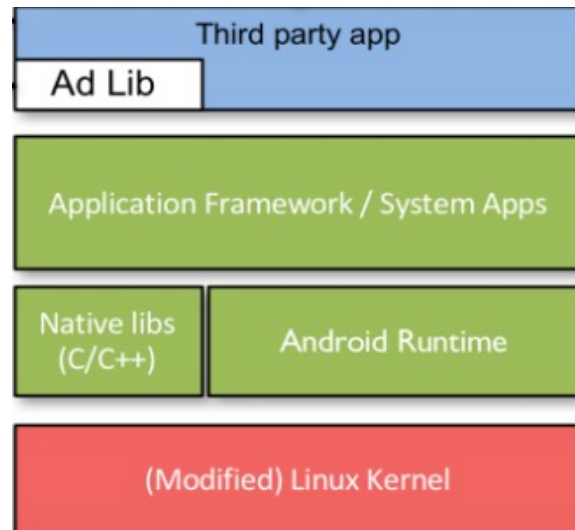 Third party app
Ad Lib
Application Framework / System Apps
Native libs
(C/C++)
Android Runtime
(Modified) Linux Kernel